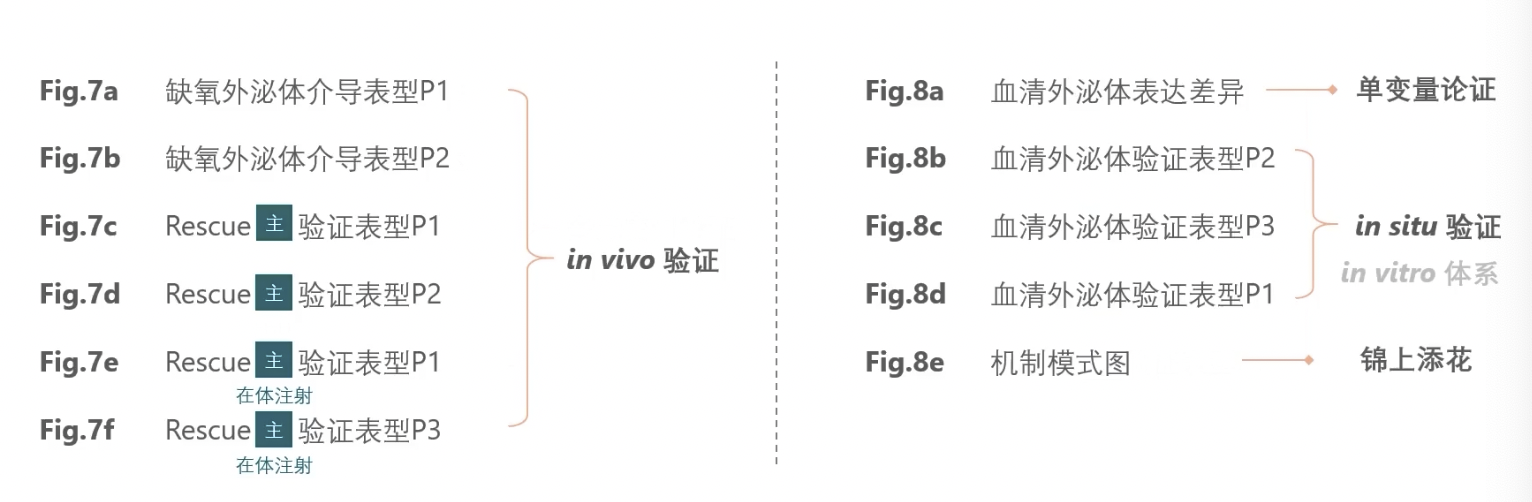 Fig.7a 缺氧外泌体介导表型P1
Fig.7b 缺氧外泌体介导表型P2
Fig.7c Rescue 主 验证表型P1
Fig.7d Rescue 主 验证表型P2
Fig.7e Rescue 主 验证表型P1
在体注射
Fig.7f Rescue 主 验证表型P3
在体注射
in vivo 验证
Fig.8a 血清外泌体表达差异 单变量论证
Fig.8b 血清外泌体验证表型P2
Fig.8c 血清外泌体验证表型P3 in situ 验证
in vitro 体系
Fig.8d 血清外泌体验证表型P1
Fig.8e 机制模式图 锦上添花